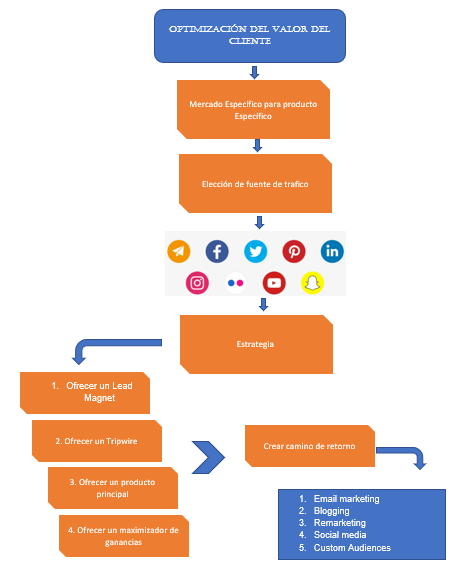 OPTIMIZACIÓN DEL VALOR DEL
CLIENTE
Mercado Específico para producto
Específico
Elección de fuente de trafico
Estrategia
1. Ofrecer un Lead
Magnet
2. Ofrecer un Tripwire
3. Ofrecer un producto
principal
4. Ofrecer un maximizador de
ganancias
Crear camino de retorno
1. Email marketing
2. Blogging
3. Remarketing
4. Social media
5. Custom Audiences